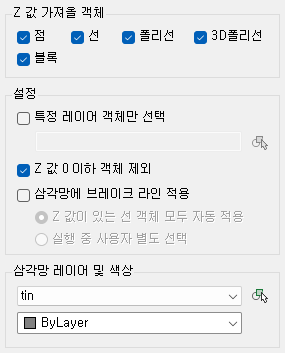 Z 값 가져올 객체
점 선 폴리선 3D폴리선
블록
설정
특정 레이어 객체만 선택
Z 값 0 이하 객체 제외
삼각망에 브레이크 라인 적용
Z 값이 있는 선 객체 모두 자동 적용
실행 중 사용자 별도 선택
삼각망 레이어 및 색상
tin
ByLayer